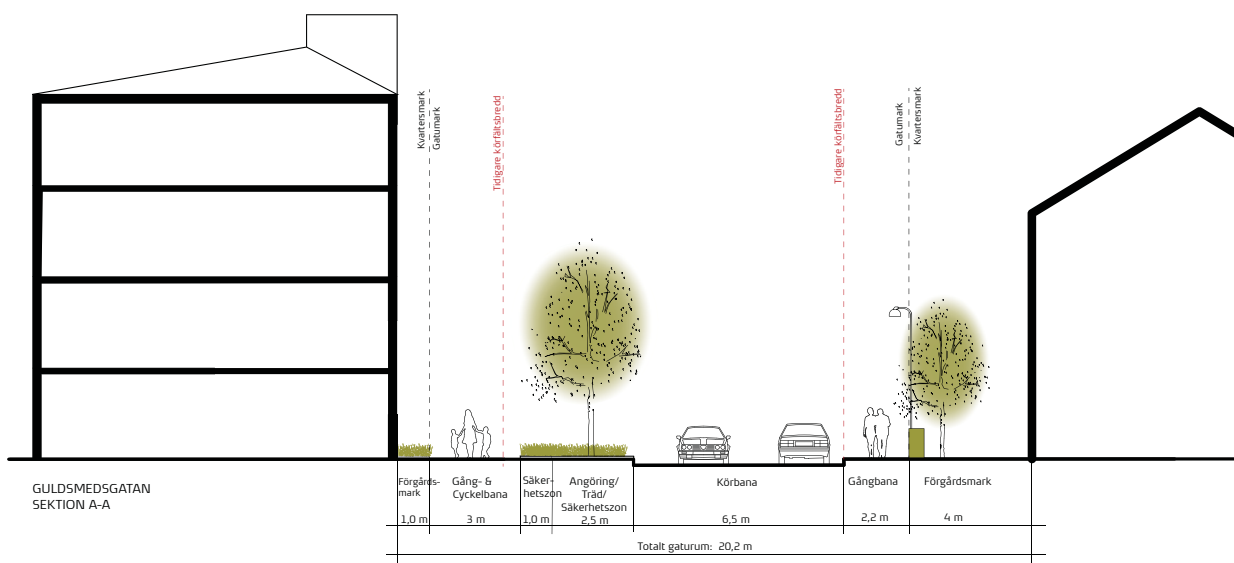 Kvartersmark
Gatumark
Tidigare körfältsbredd
Tidigare körfältsbredd
Gatumark
Kvartersmark
GULDSMEDSGATAN
SEKTION A-A
Förgårds-
mark
1,0 m
Gång- &
Cyckelbana
3 m
Säker-
hetszon
1,0 m
Angöring/
Träd/
Säkerhetszon
2,5 m
Körbana
6,5 m
Gångbana
2,2 m
Förgårdsmark
4 m
Totalt gaturum: 20,2 m